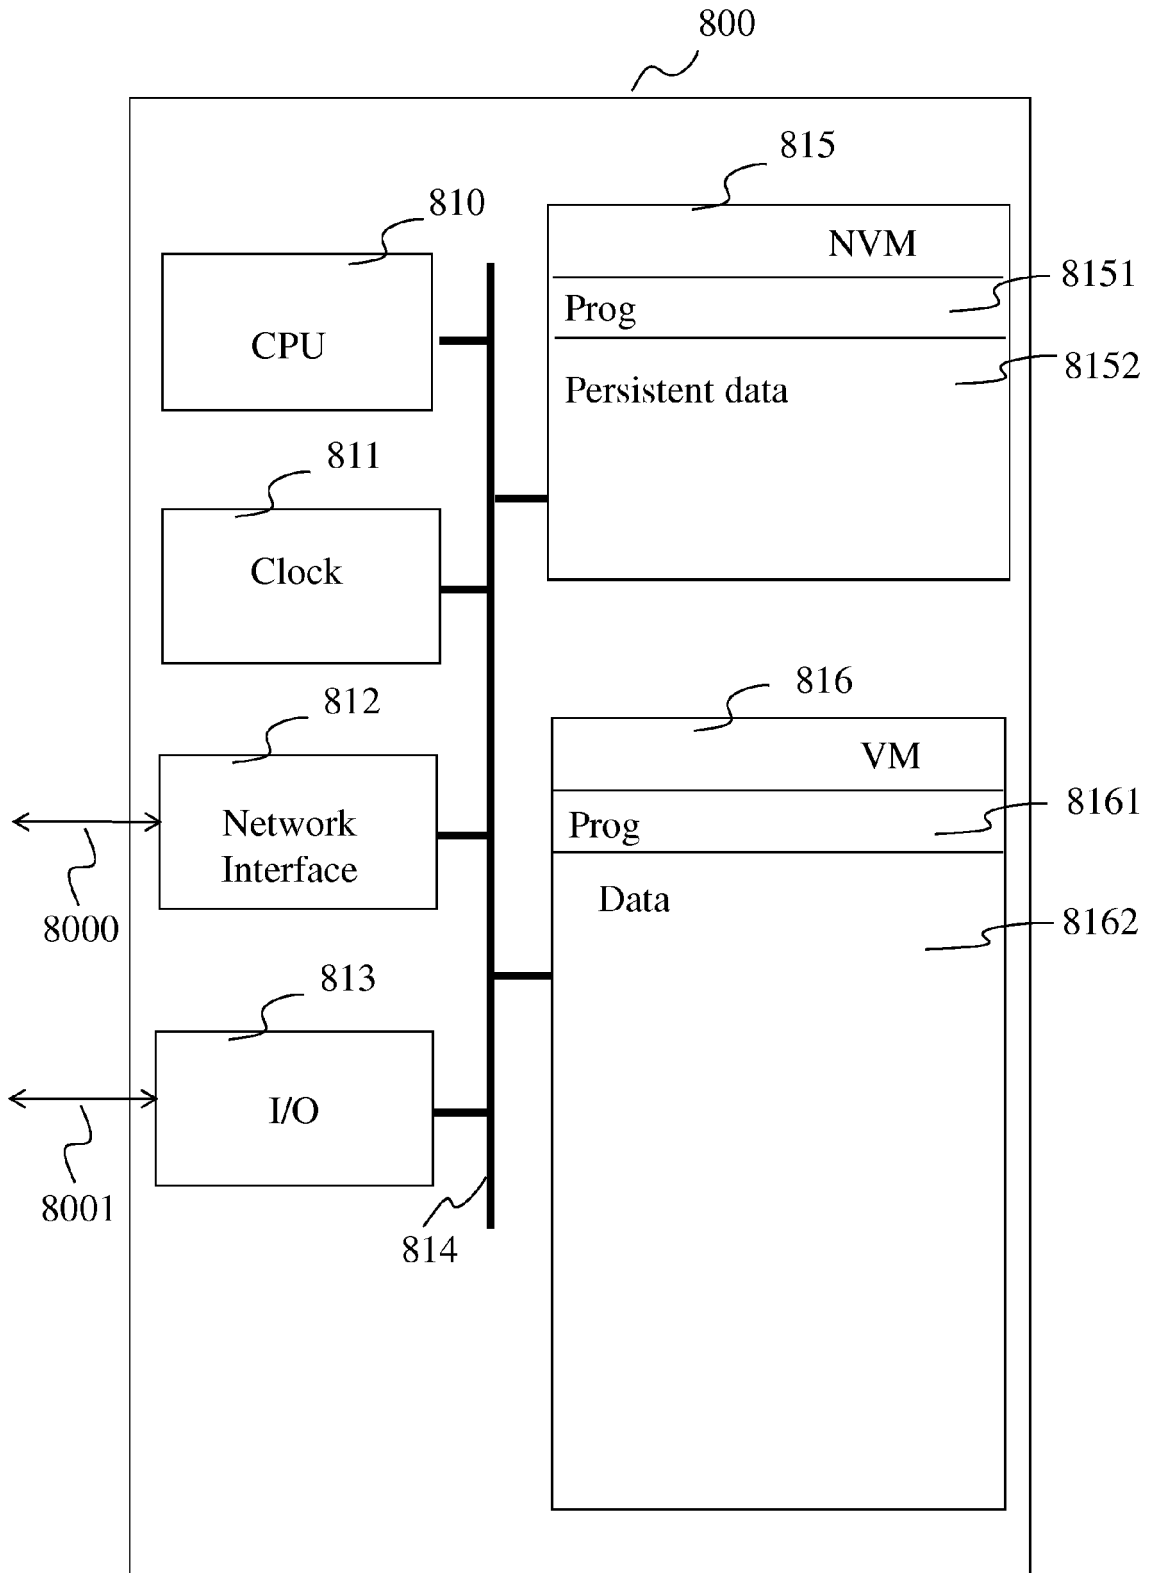 800
815
810
NVM
8151
Prog
CPU
8152
Persistent data
811
Clock
816
812
VM
8161
Network
Interface
Prog
Data
8000
8162
813
I/O
8001
814